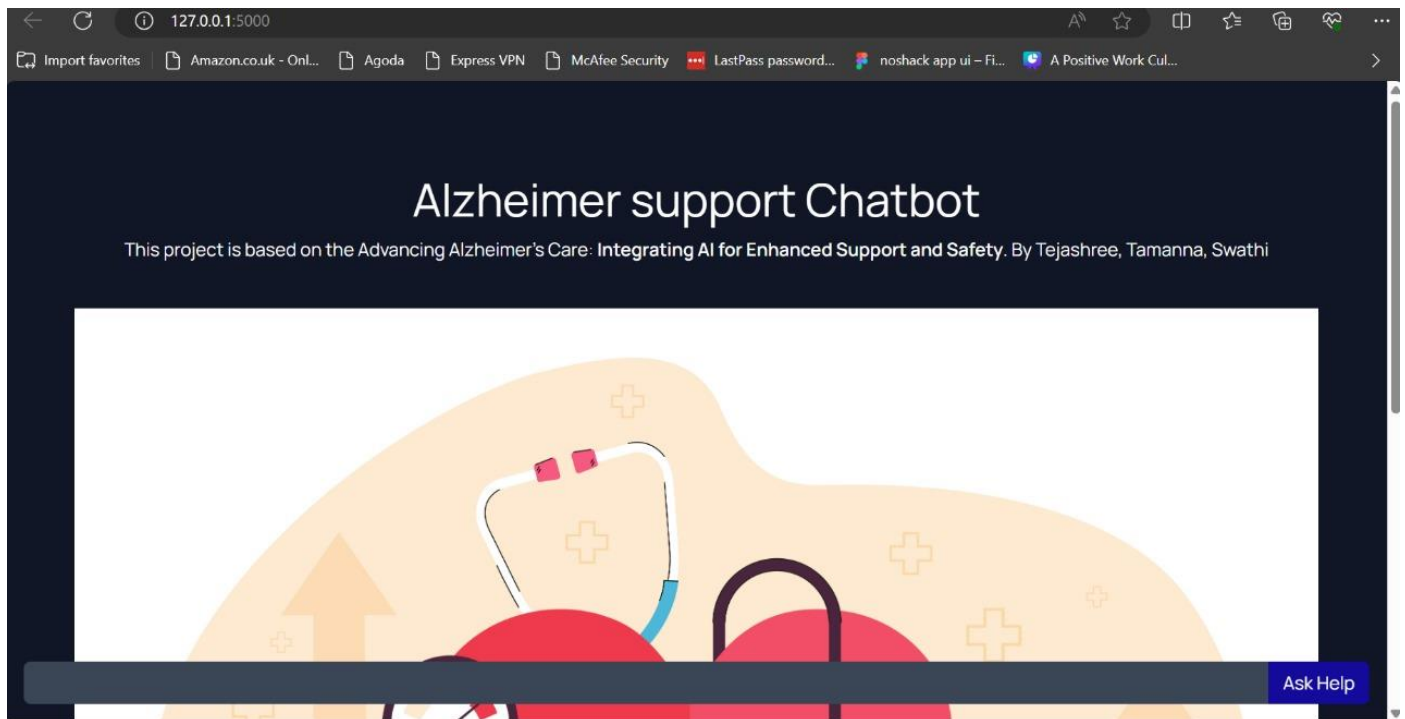 127.0.0.1:5000
Import favorites Amazon.co.uk - Onl... Agoda Express VPN McAfee Security LastPass password... noshack app ui – Fi... A Positive Work Cul...
Alzheimer support Chatbot
This project is based on the Advancing Alzheimer's Care: Integrating AI for Enhanced Support and Safety. By Tejashree, Tamanna, Swathi
Ask Help